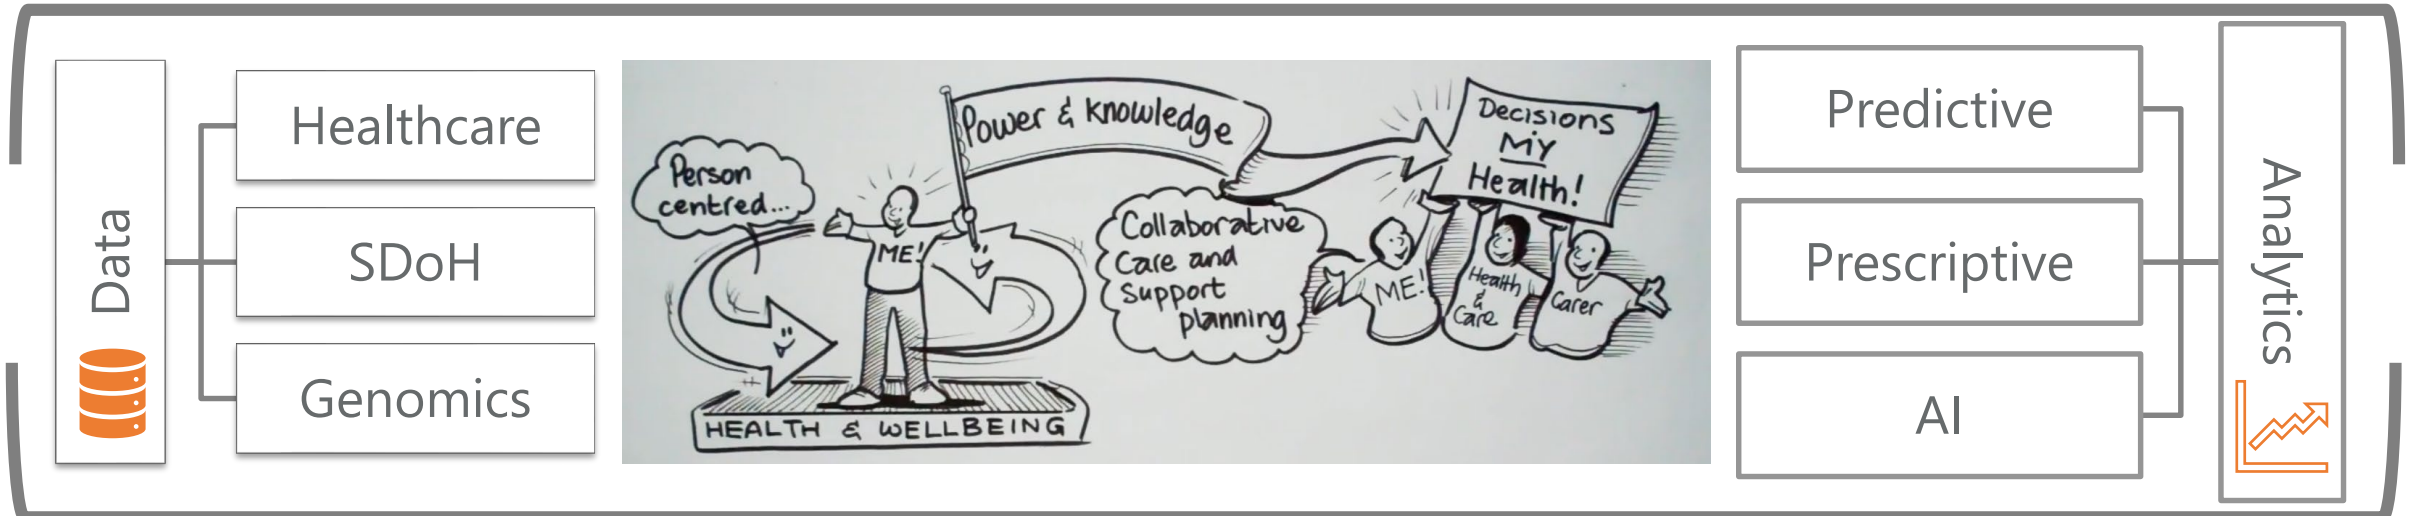 Data
Healthcare
SDoH
Genomics
Person
centred...
ME!
Power & Knowledge
HEALTH & WELLBEING
Collaborative
Care and
Support
planning
Decisions
MY
Health!
ME!
Health
&
Care
Carer
Predictive
Prescriptive
AI
Analytics